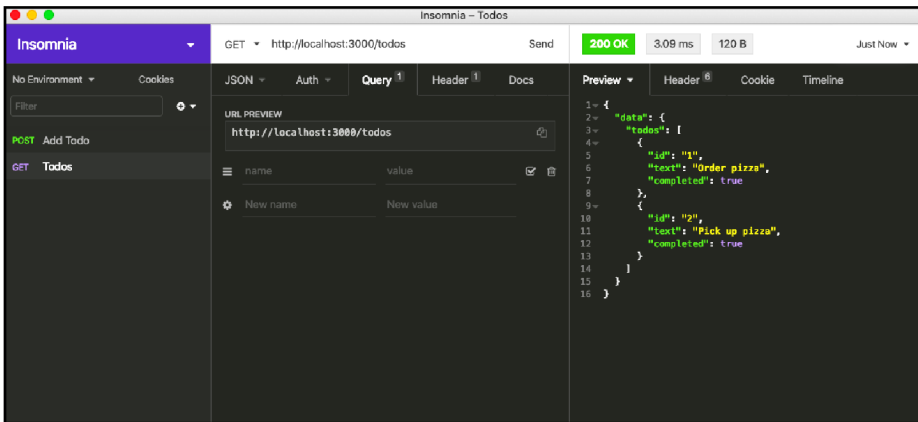 Insomnia – Todos
Insomnia
GET http://localhost:3000/todos Send
200 OK 3.09 ms 120 B Just Now
No Environment Cookies
JSON Auth Query 1 Header 1 Docs
Preview Header 6 Cookie Timeline
Filter
URL PREVIEW
http://localhost:3000/todos
POST Add Todo
GET Todos
name value
New name New value
1 {
2 "data": {
3 "todos": [
4 {
5 "id": "1",
6 "text": "Order pizza",
7 "completed": true
8 },
9 {
10 "id": "2",
11 "text": "Pick up pizza",
12 "completed": true
13 }
14 ]
15 }
16 }